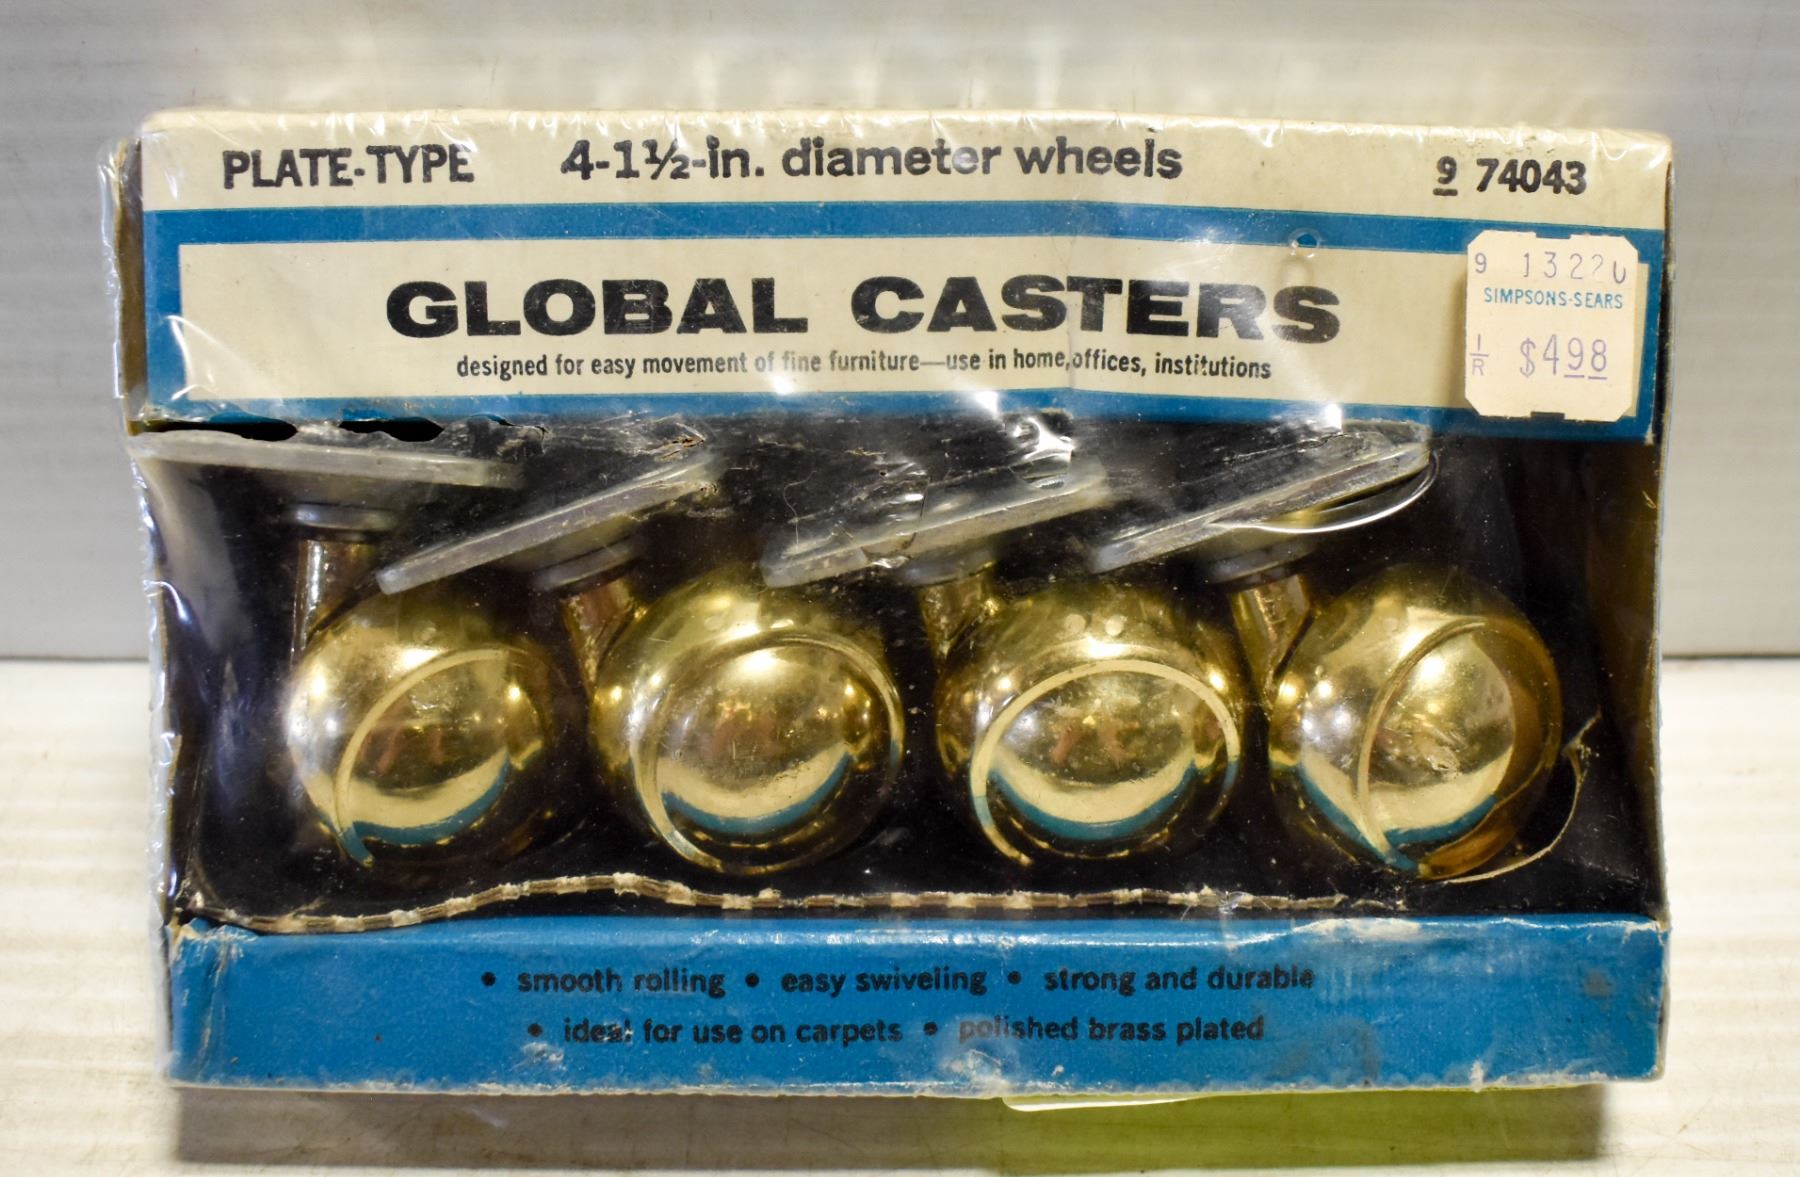 PLATE-TYPE 4-1½-in. diameter wheels 9 74043
GLOBAL CASTERS
designed for easy movement of fine furniture—use in home, offices, institutions
9 13220
SIMPSONS-SEARS
1/R $4 98
• smooth rolling • easy swiveling • strong and durable
• ideal for use on carpets • polished brass plated